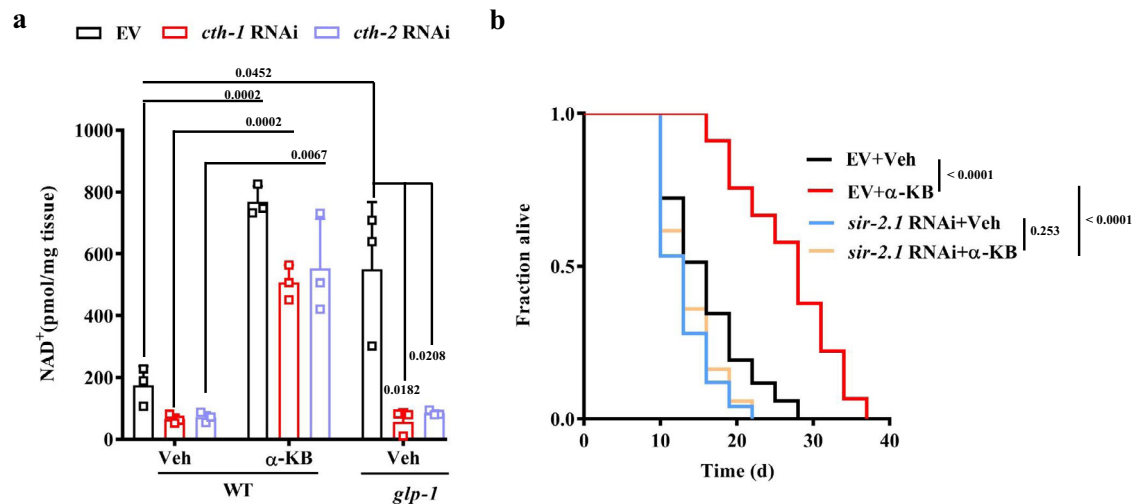 a
EV cth-1 RNAi cth-2 RNAi
0.0452
0.0002
0.0002
0.0067
0.0208
0.0182
NAD+(pmol/mg tissue)
1000
800
600
400
200
0
Veh α-KB Veh
WT glp-1
b
Fraction alive
1.0
0.5
0.0
0 10 20 30 40
Time (d)
EV+Veh
EV+α-KB
sir-2.1 RNAi+Veh
sir-2.1 RNAi+α-KB
< 0.0001
0.253
< 0.0001